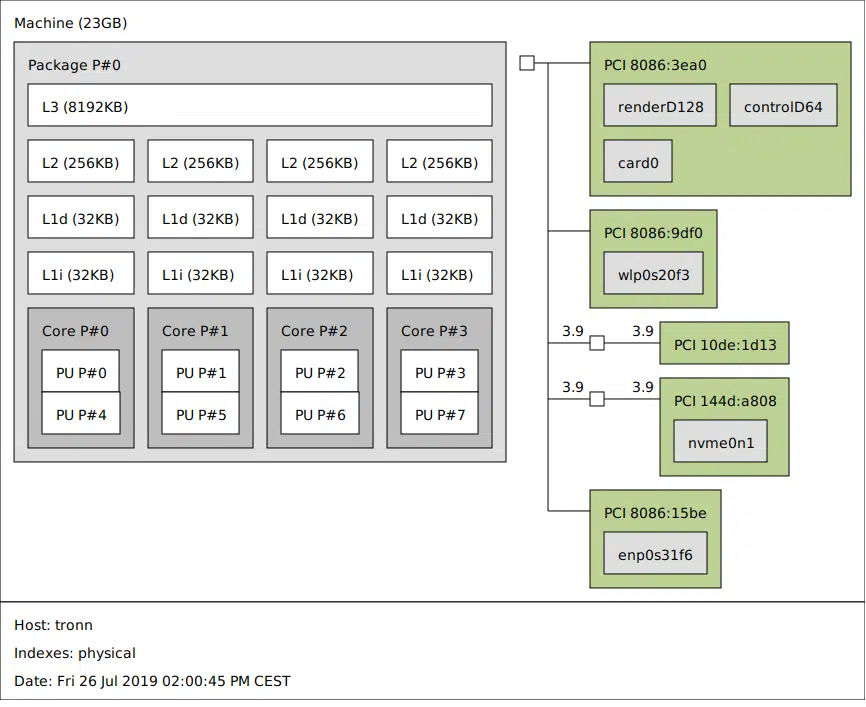 Machine (23GB)
Package P#0
L3 (8192KB)
L2 (256KB) L2 (256KB) L2 (256KB) L2 (256KB)
L1d (32KB) L1d (32KB) L1d (32KB) L1d (32KB)
L1i (32KB) L1i (32KB) L1i (32KB) L1i (32KB)
Core P#0 Core P#1 Core P#2 Core P#3
PU P#0 PU P#1 PU P#2 PU P#3
PU P#4 PU P#5 PU P#6 PU P#7
PCI 8086:3ea0
renderD128 controlD64
card0
PCI 8086:9df0
wlp0s20f3
3.9 3.9 PCI 10de:1d13
3.9 3.9 PCI 144d:a808
nvme0n1
PCI 8086:15be
enp0s31f6
Host: tronn
Indexes: physical
Date: Fri 26 Jul 2019 02:00:45 PM CEST